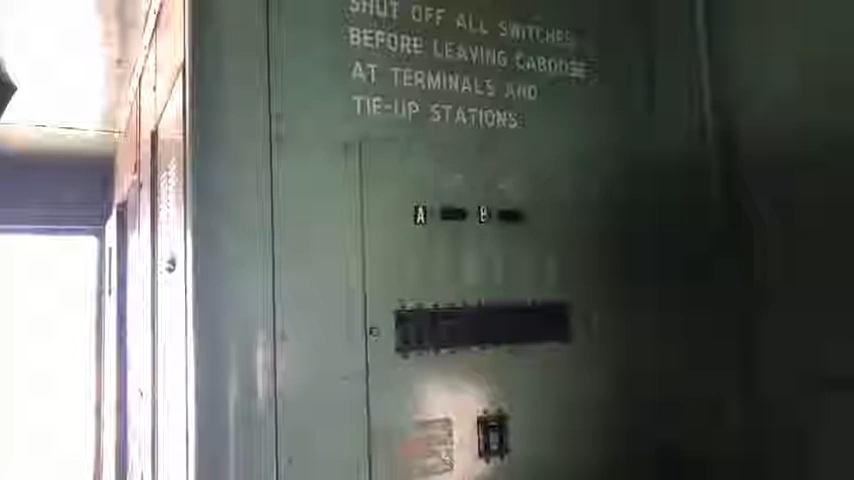 SHUT OFF ALL SWITCHES
BEFORE LEAVING CABOOSE
AT TERMINALS AND
TIE-UP STATIONS.
A B